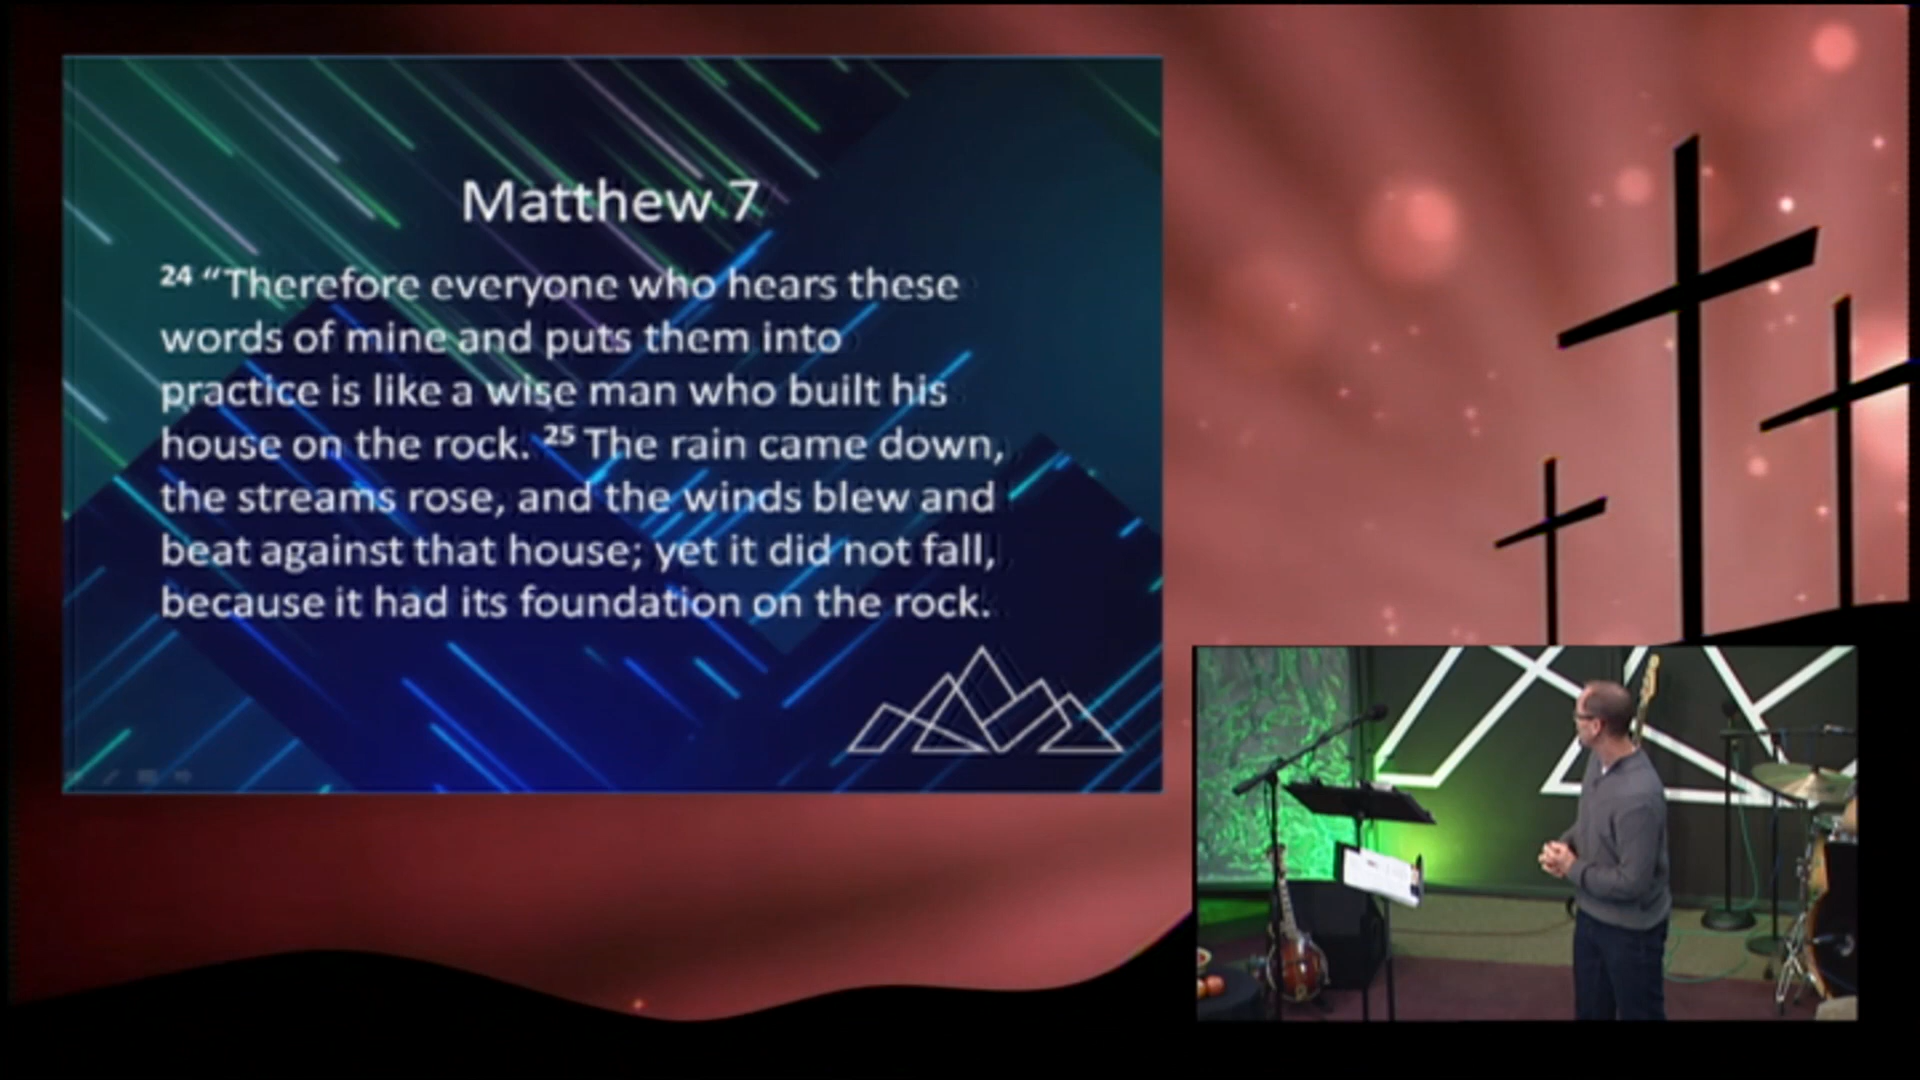 Matthew 7
24 “Therefore everyone who hears these
words of mine and puts them into
practice is like a wise man who built his
house on the rock. 25 The rain came down,
the streams rose, and the winds blew and
beat against that house; yet it did not fall,
because it had its foundation on the rock.